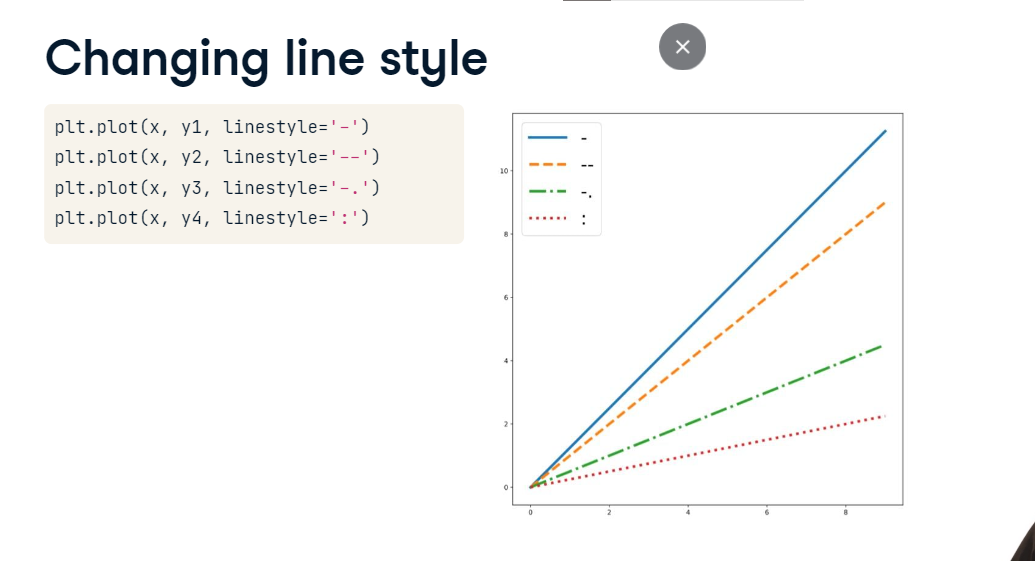 Changing line style
plt.plot(x, y1, linestyle='-')
plt.plot(x, y2, linestyle='--')
plt.plot(x, y3, linestyle='-.')
plt.plot(x, y4, linestyle=':')
-
--
-.
:
10
8
6
4
2
0
0 2 4 6 8